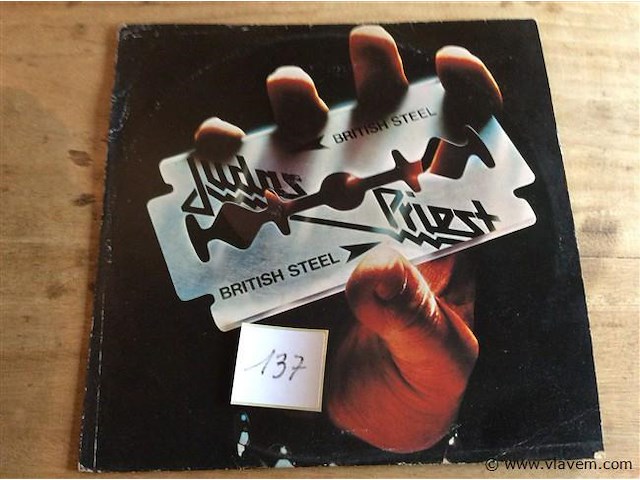 BRITISH STEEL
Judas
Priest
BRITISH STEEL
137
© www.vlavem.com